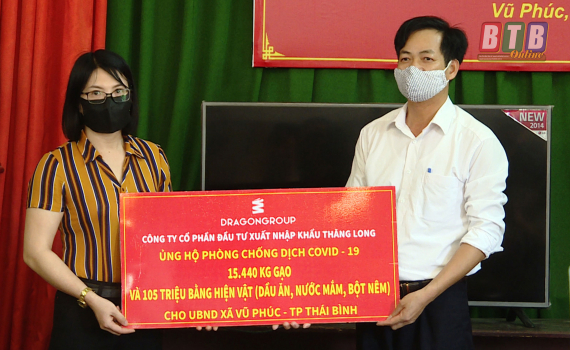 Vũ Phúc,
BTB
Online
NEW
2014
DRAGONGROUP
CÔNG TY CỔ PHẦN ĐẦU TƯ XUẤT NHẬP KHẨU THĂNG LONG
ỦNG HỘ PHÒNG CHỐNG DỊCH COVID - 19
15.440 KG GẠO
VÀ 105 TRIỆU BẰNG HIỆN VẬT (DẦU ĂN, NƯỚC MẮM, BỘT NÊM)
CHO UBND XÃ VŨ PHÚC - TP THÁI BÌNH